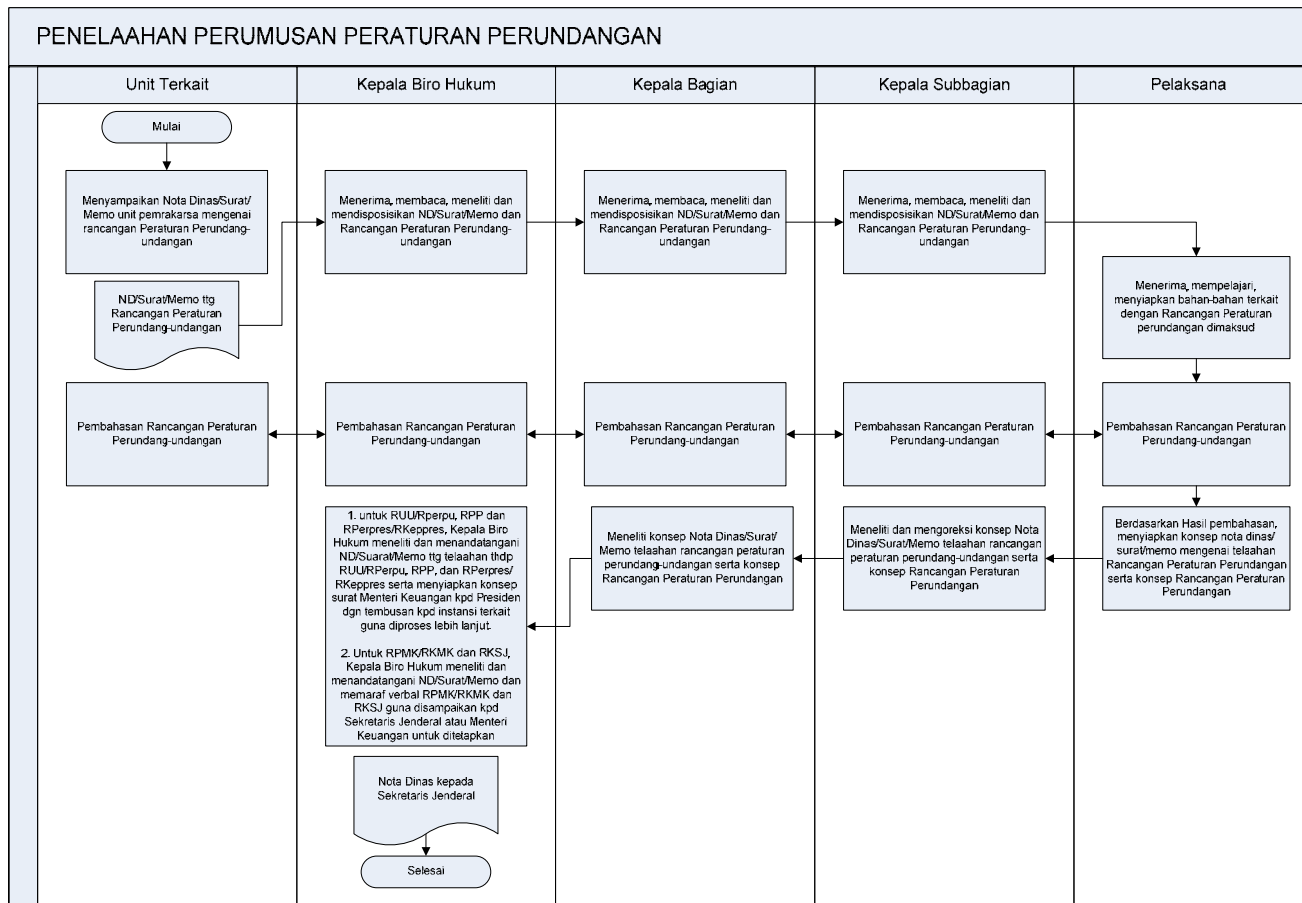 PENELAAHAN PERUMUSAN PERATURAN PERUNDANGAN
Unit Terkait
Kepala Biro Hukum
Kepala Bagian
Kepala Subbagian
Pelaksana
Mulai
Menyampaikan Nota Dinas/Surat/
Memo unit pemrakarsa mengenai
rancangan Peraturan Perundang-
undangan
Menerima, membaca, meneliti dan
mendisposisikan ND/Surat/Memo dan
Rancangan Peraturan Perundang-
undangan
Menerima, membaca, meneliti dan
mendisposisikan ND/Surat/Memo dan
Rancangan Peraturan Perundang-
undangan
Menerima, membaca, meneliti dan
mendisposisikan ND/Surat/Memo dan
Rancangan Peraturan Perundang-
undangan
ND/Surat/Memo ttg
Rancangan Peraturan
Perundang-undangan
Menerima, mempelajari,
menyiapkan bahan-bahan terkait
dengan Rancangan Peraturan
perundangan dimaksud
Pembahasan Rancangan Peraturan
Perundang-undangan
Pembahasan Rancangan Peraturan
Perundang-undangan
Pembahasan Rancangan Peraturan
Perundang-undangan
Pembahasan Rancangan Peraturan
Perundang-undangan
Pembahasan Rancangan Peraturan
Perundang-undangan
1. untuk RUU/Rperpu, RPP dan
RPerpres/RKeppres, Kepala Biro
Hukum meneliti dan menandatangani
ND/Suarat/Memo ttg telaahan thdp
RUU/RPerpu, RPP, dan RPerpres/
RKeppres serta menyiapkan konsep
surat Menteri Keuangan kpd Presiden
dgn tembusan kpd instansi terkait
guna diproses lebih lanjut.
2. Untuk RPMK/RKMK dan RKSJ,
Kepala Biro Hukum meneliti dan
menandatangani ND/Surat/Memo dan
memaraf verbal RPMK/RKMK dan
RKSJ guna disampaikan kpd
Sekretaris Jenderal atau Menteri
Keuangan untuk ditetapkan
Meneliti konsep Nota Dinas/Surat/
Memo telaahan rancangan peraturan
perundang-undangan serta konsep
Rancangan Peraturan Perundangan
Meneliti dan mengoreksi konsep Nota
Dinas/Surat/Memo telaahan rancangan
peraturan perundang-undangan serta
konsep Rancangan Peraturan
Perundangan
Berdasarkan Hasil pembahasan,
menyiapkan konsep nota dinas/
surat/memo mengenai telaahan
Rancangan Peraturan Perundangan
serta konsep Rancangan Peraturan
Perundangan
Nota Dinas kepada
Sekretaris Jenderal
Selesai